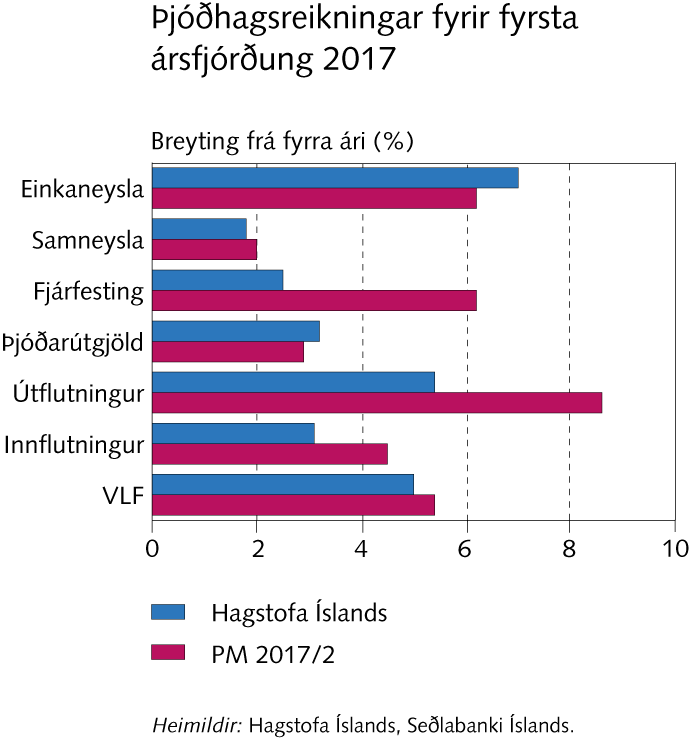 Þjóðhagsreikningar fyrir fyrsta
ársfjórðung 2017
Breyting frá fyrra ári (%)
Einkaneysla
Samneysla
Fjárfesting
Þjóðarútgjöld
Útflutningur
Innflutningur
VLF
0 2 4 6 8 10
Hagstofa Íslands
PM 2017/2
Heimildir: Hagstofa Íslands, Seðlabanki Íslands.